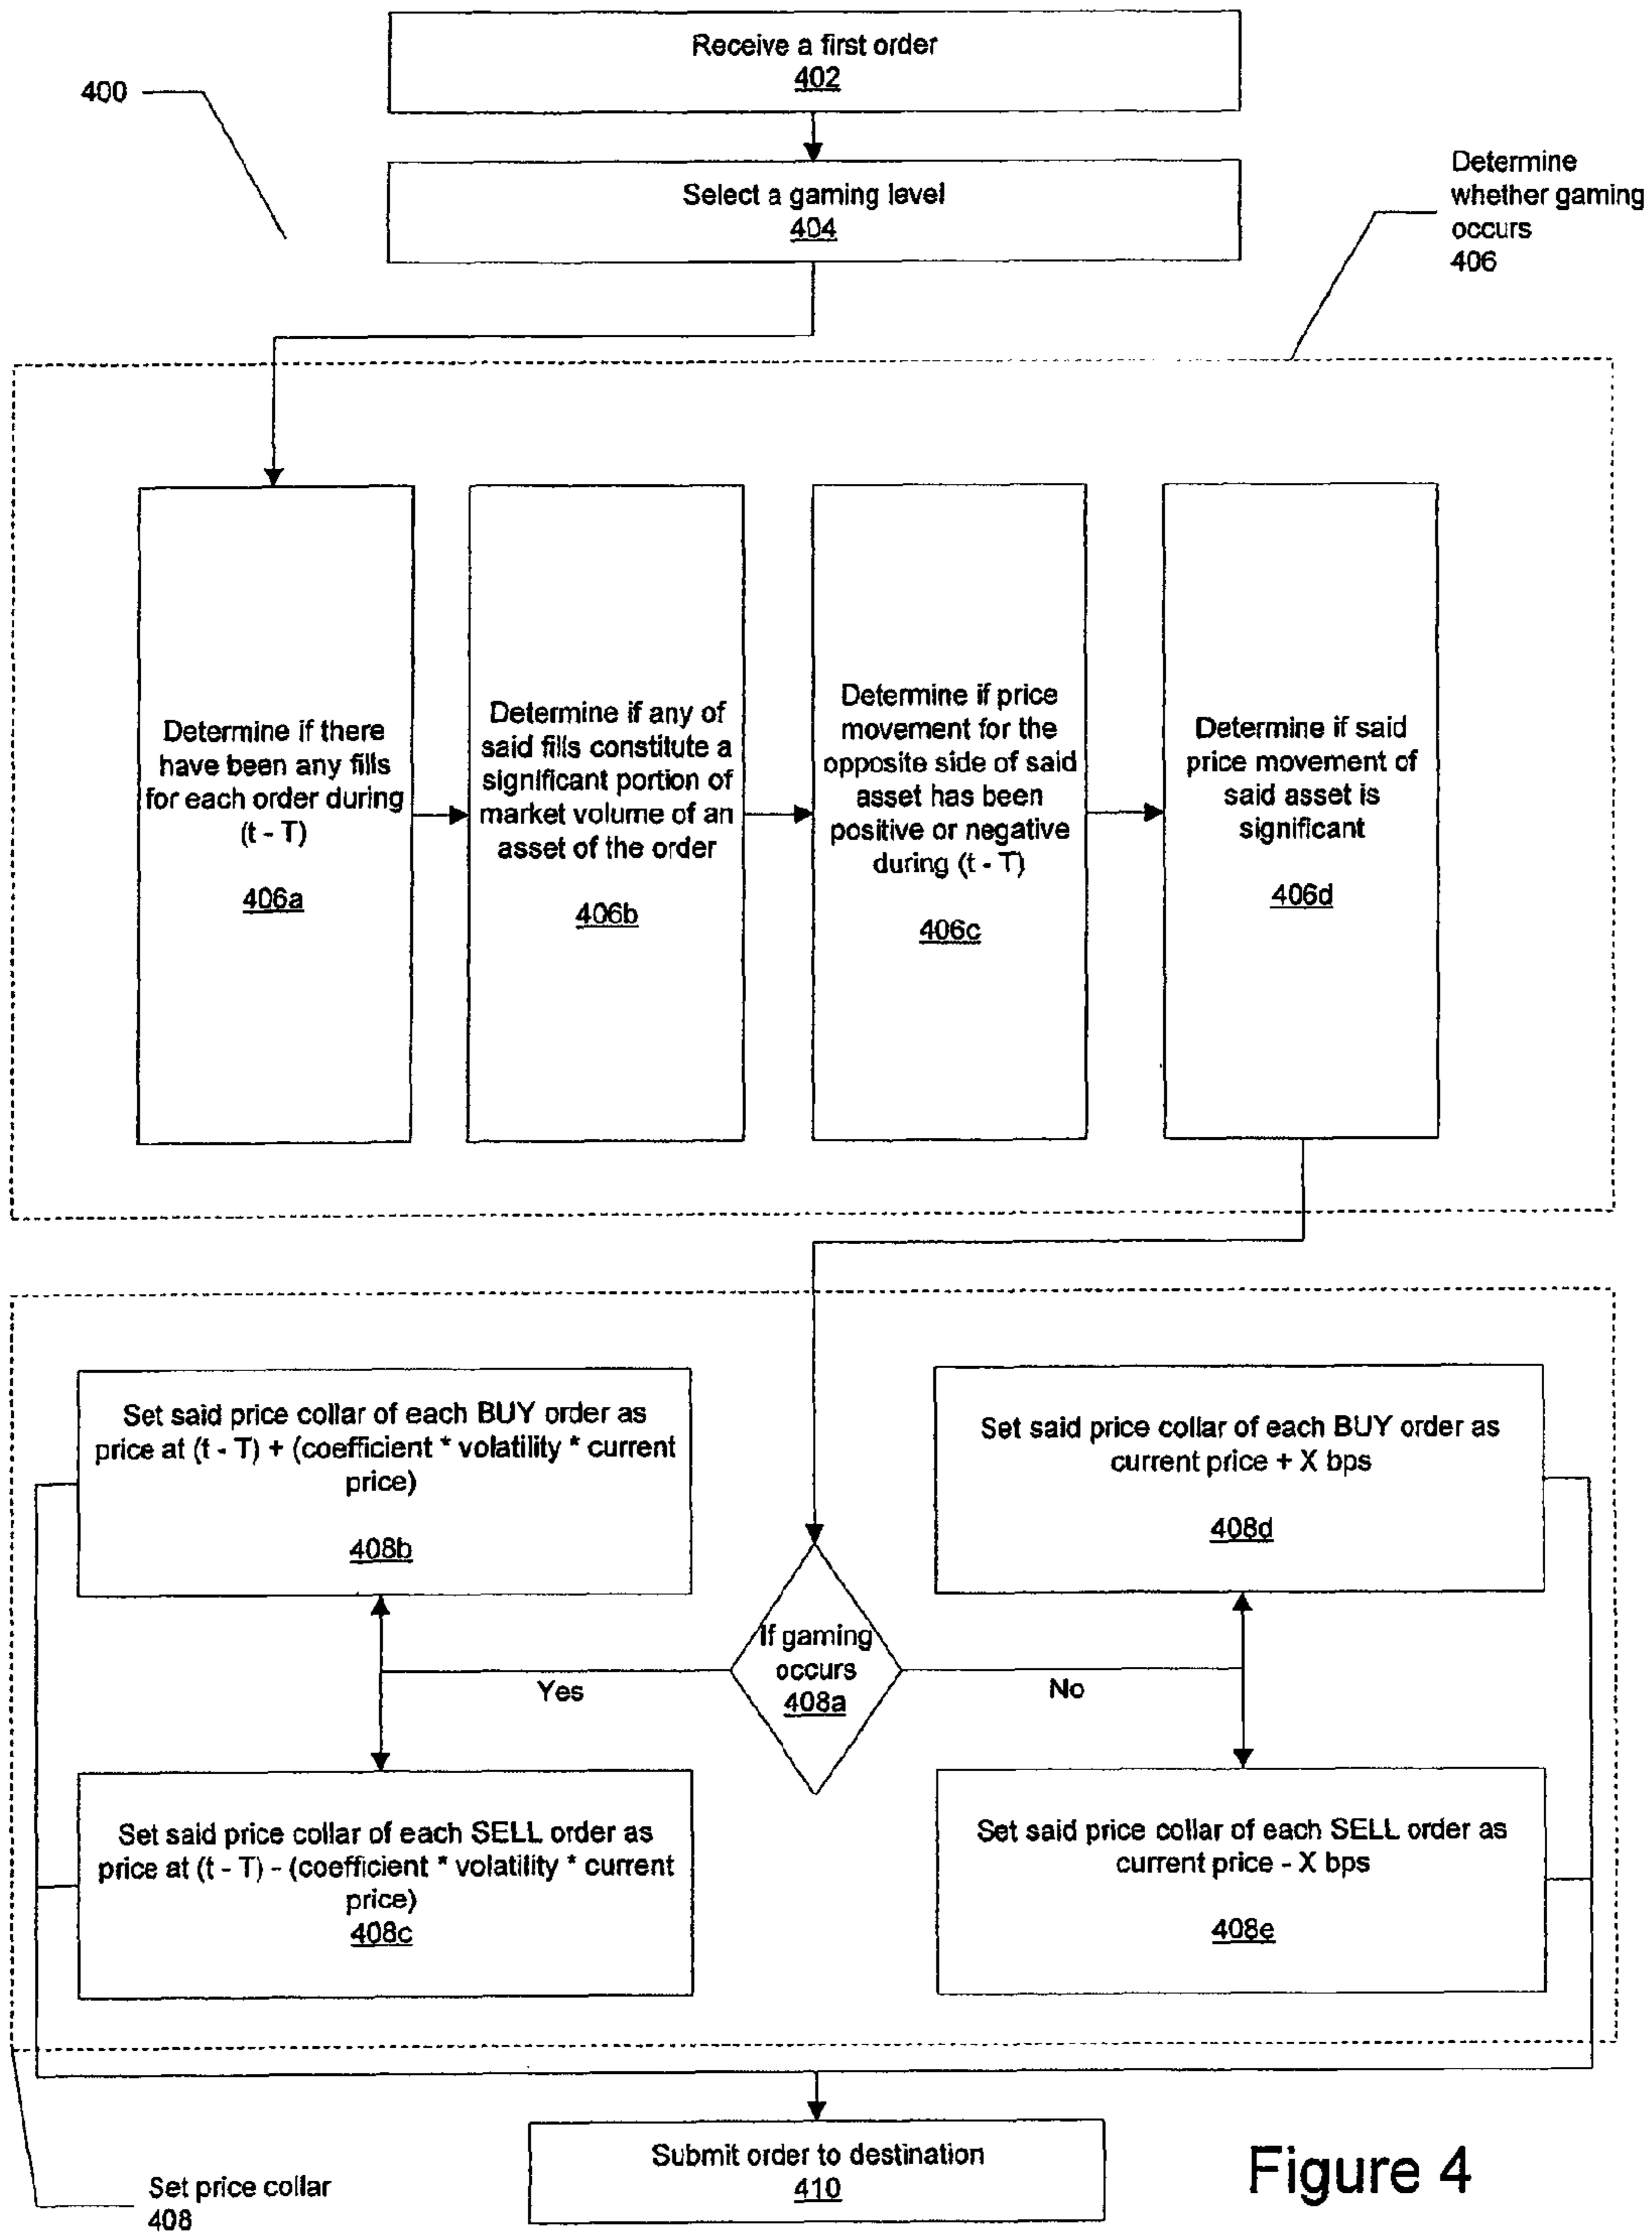 Receive a first order
402
400
Select a gaming level
404
Determine
whether gaming
occurs
406
Determine if there
have been any fills
for each order during
(t - T)
406a
Determine if any of
said fills constitute a
significant portion of
market volume of an
asset of the order
406b
Determine if price
movement for the
opposite side of said
asset has been
positive or negative
during (t - T)
406c
Determine if said
price movement of
said asset is
significant
406d
Set said price collar of each BUY order as
price at (t - T) + (coefficient * volatility * current
price)
408b
Set said price collar of each BUY order as
current price + X bps
408d
If gaming
occurs
408a
Yes
No
Set said price collar of each SELL order as
price at (t - T) - (coefficient * volatility * current
price)
408c
Set said price collar of each SELL order as
current price - X bps
408e
Submit order to destination
410
Set price collar
408
Figure 4